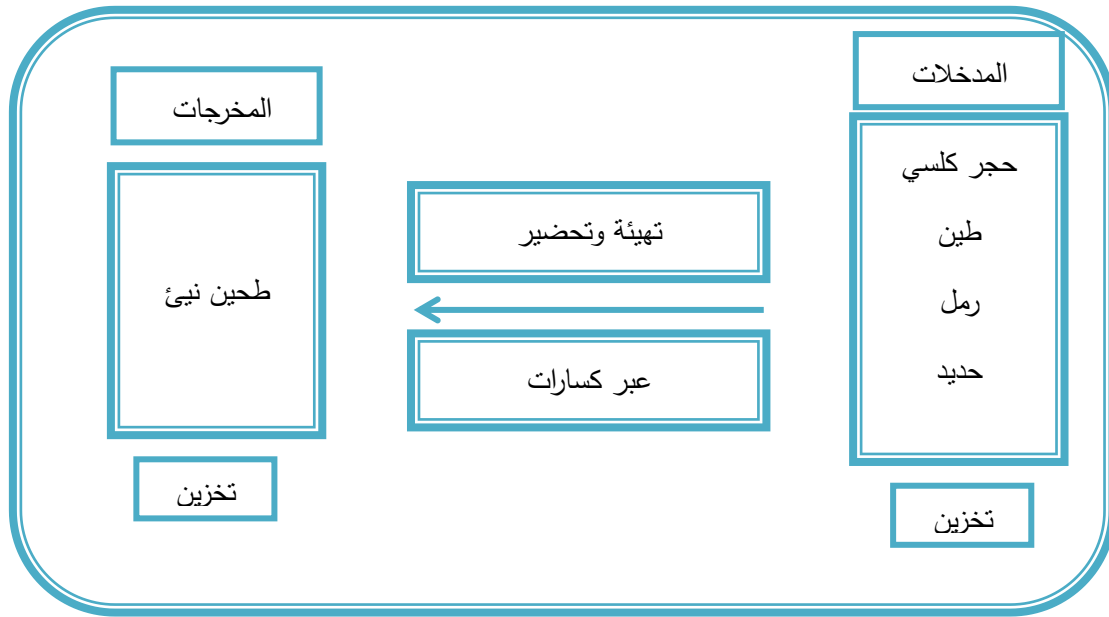 المدخلات
حجر كلسي
طين
رمل
حديد
تخزين
تهيئة وتحضير
عبر كسارات
المخرجات
طحين نيئ
تخزين